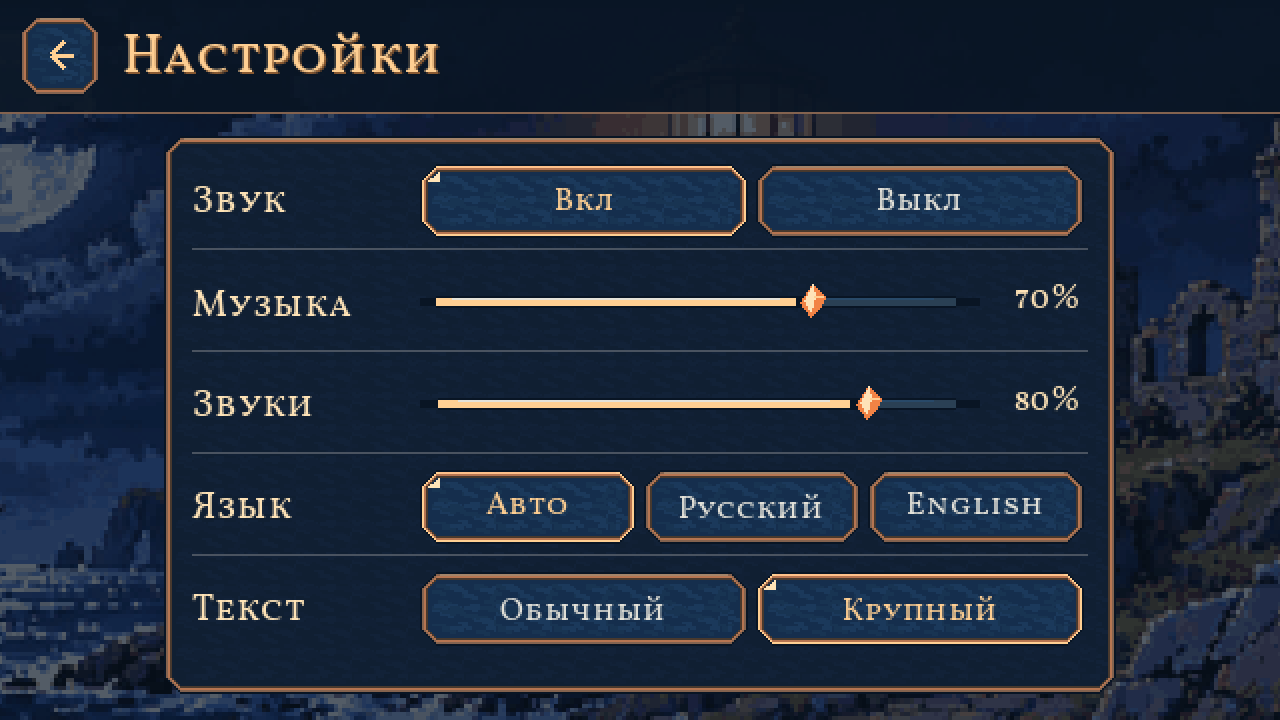 Настройки
Звук Вкл Выкл
Музыка 70%
Звуки 80%
Язык Авто Русский English
Текст Обычный Крупный